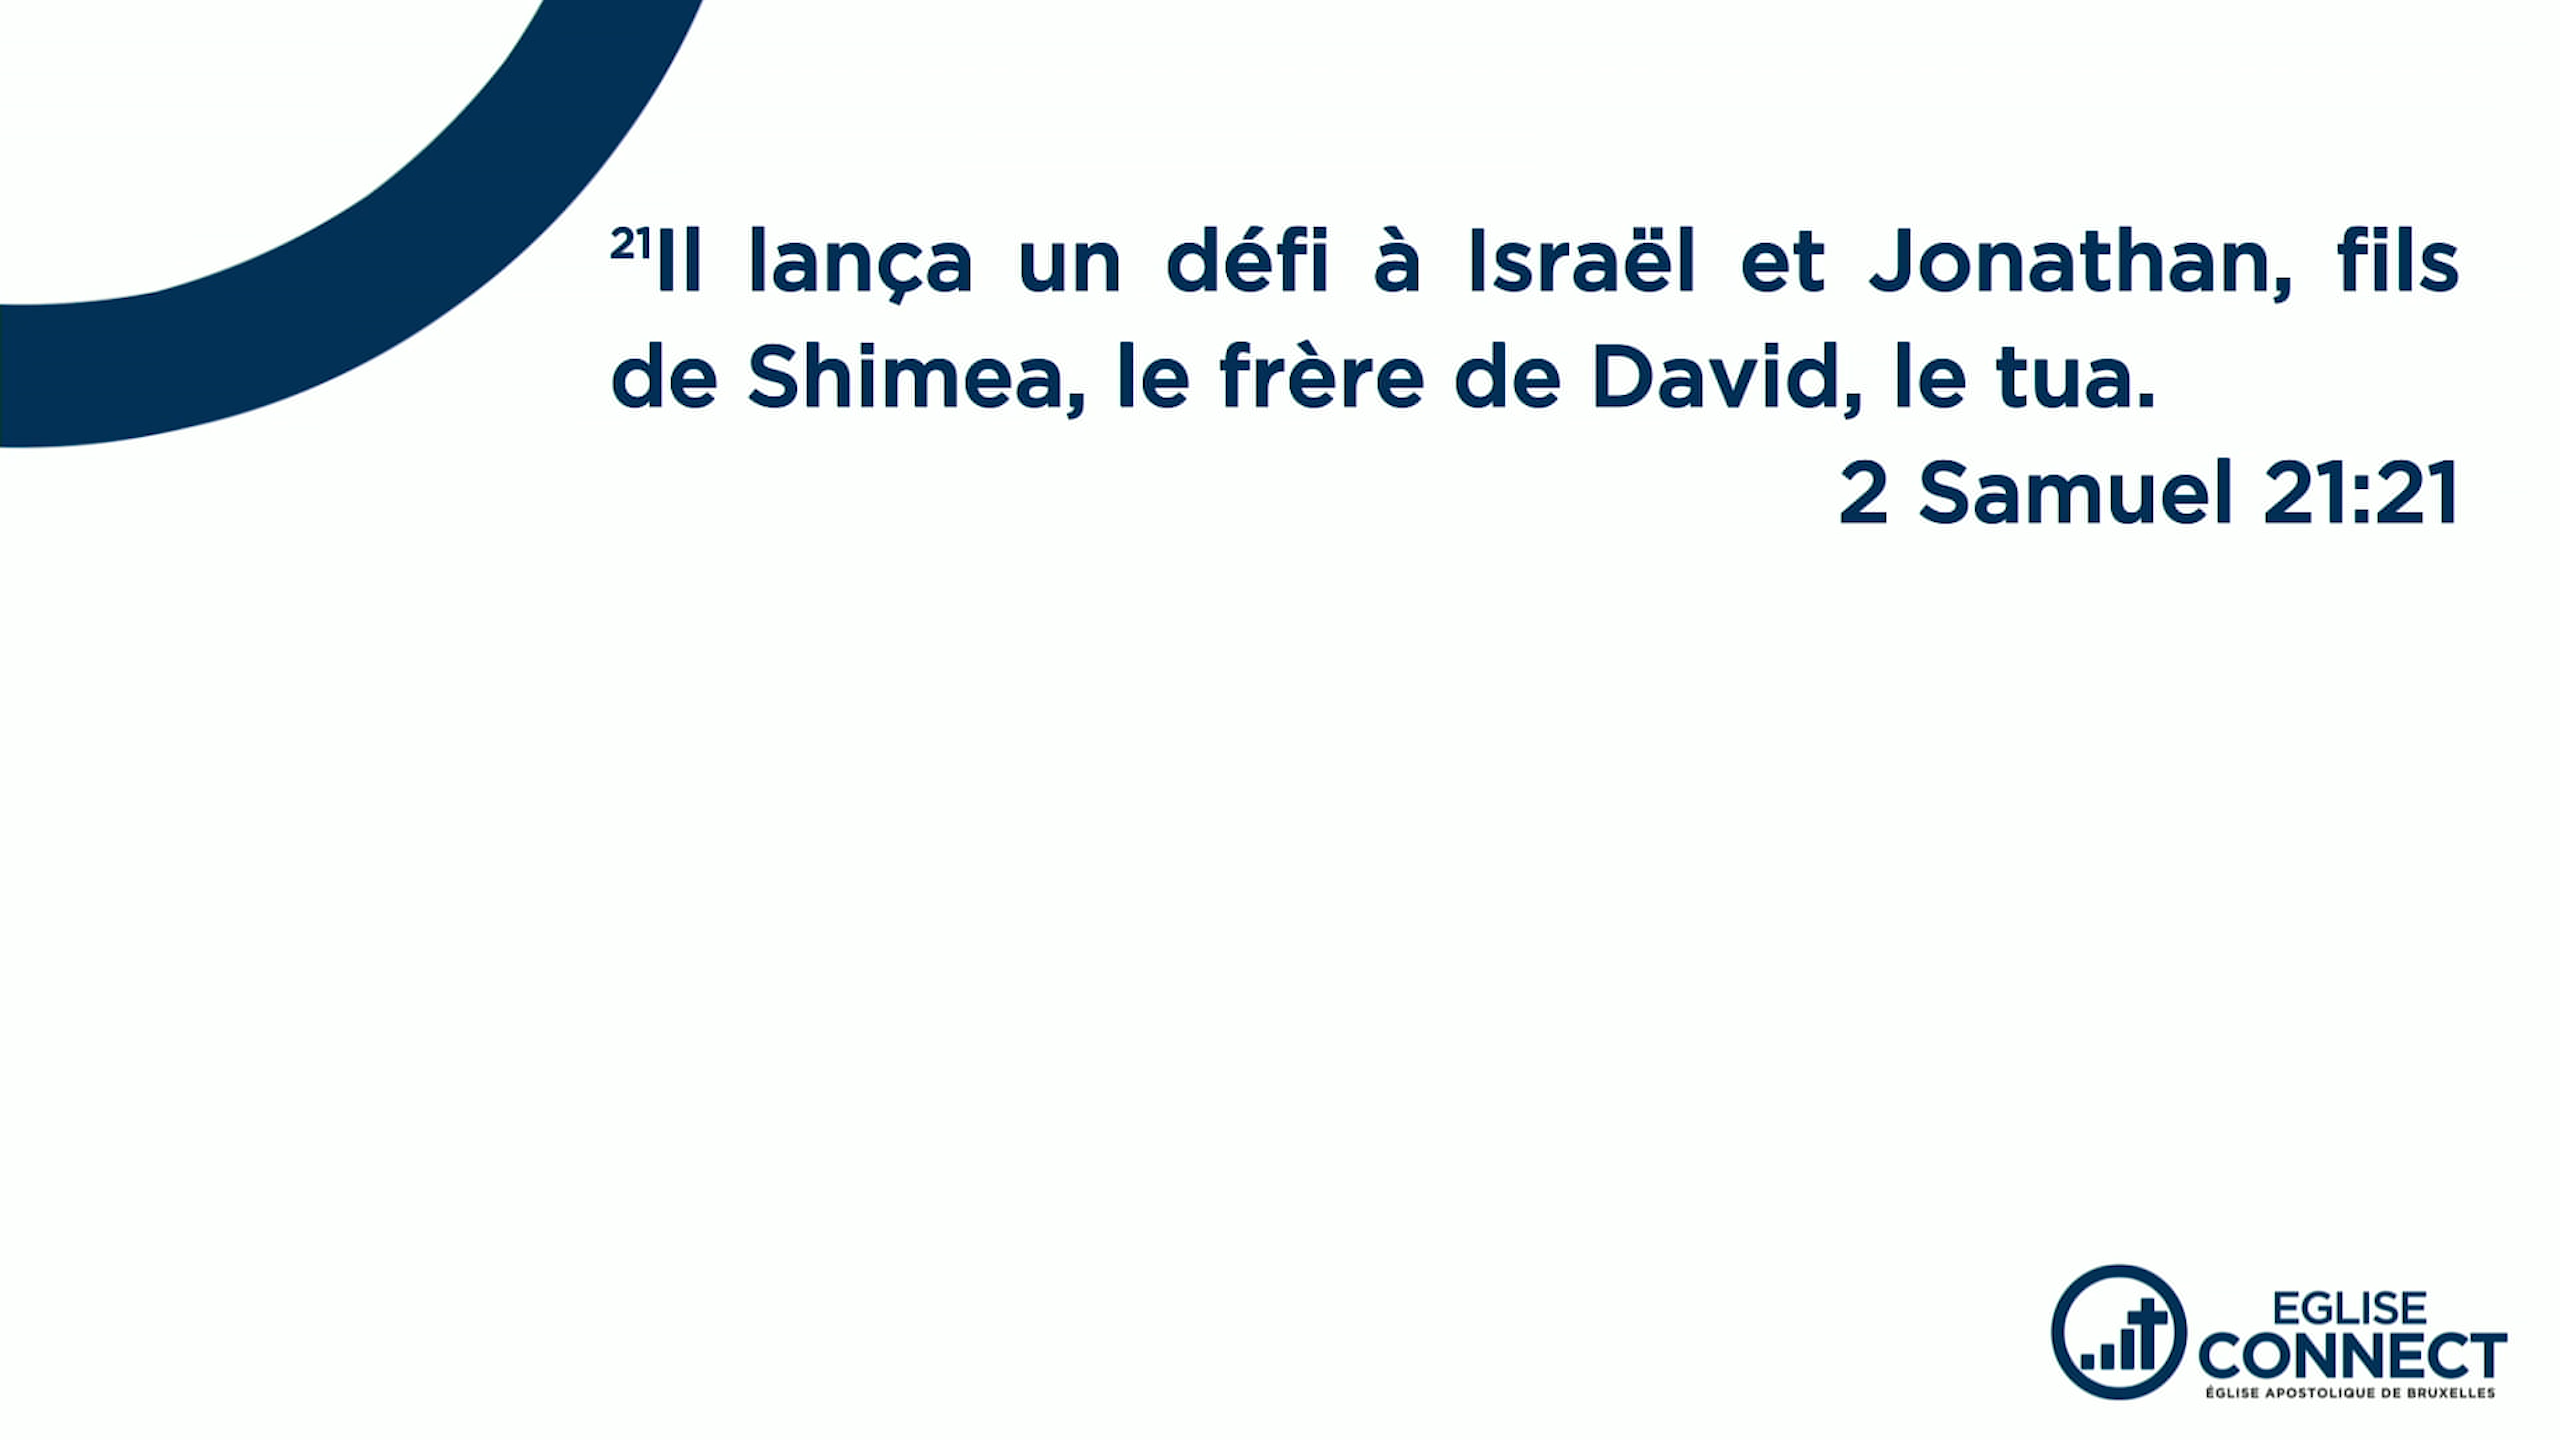 ²¹Il lança un défi à Israël et Jonathan, fils
de Shimea, le frère de David, le tua.
2 Samuel 21:21
EGLISE
CONNECT
ÉGLISE APOSTOLIQUE DE BRUXELLES